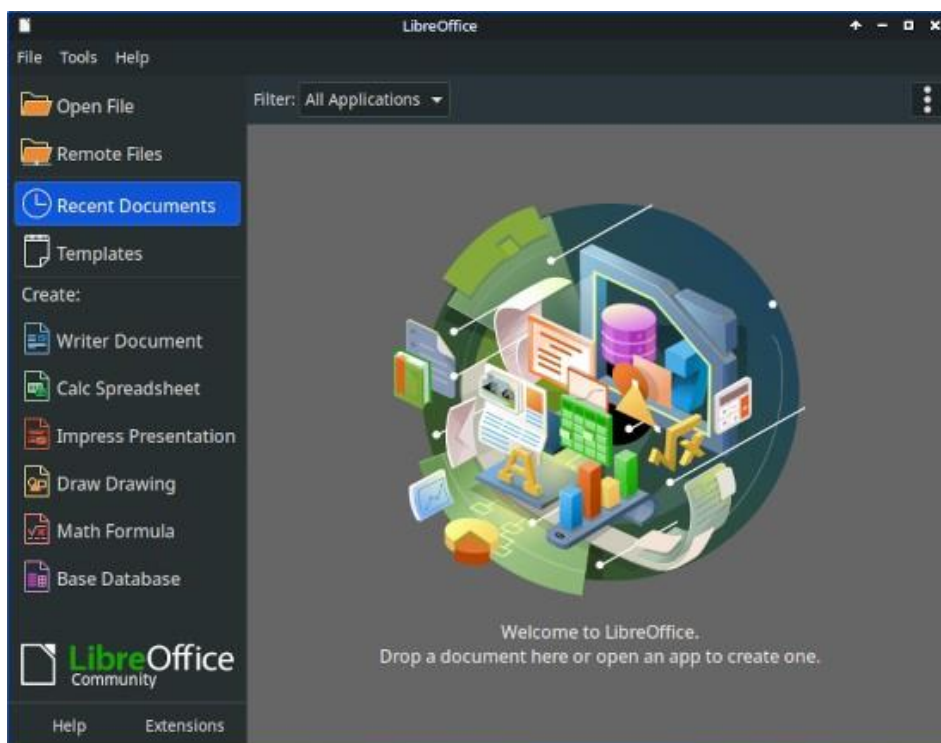 LibreOffice
File Tools Help
Open File
Remote Files
Recent Documents
Templates
Create:
Writer Document
Calc Spreadsheet
Impress Presentation
Draw Drawing
Math Formula
Base Database
LibreOffice
Community
Help Extensions
Filter: All Applications
Welcome to LibreOffice.
Drop a document here or open an app to create one.